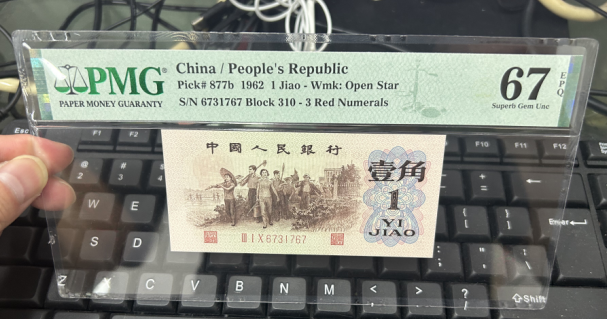 PMG
PAPER MONEY GUARANTY
China / People's Republic
Pick# 877b 1962 1 Jiao - Wmk: Open Star
S/N 6731767 Block 310 - 3 Red Numerals
67 EPQ
Superb Gem Unc
中國人民銀行
壹角
1
YI
JIAO
III I X 6731767
Esc F1 F2 F10 F11 F12
@ 2 # 3 $ + =
W E { [ } ]
Enter
S D : ; "
Z X C V B N M < , > . ? /
Shift